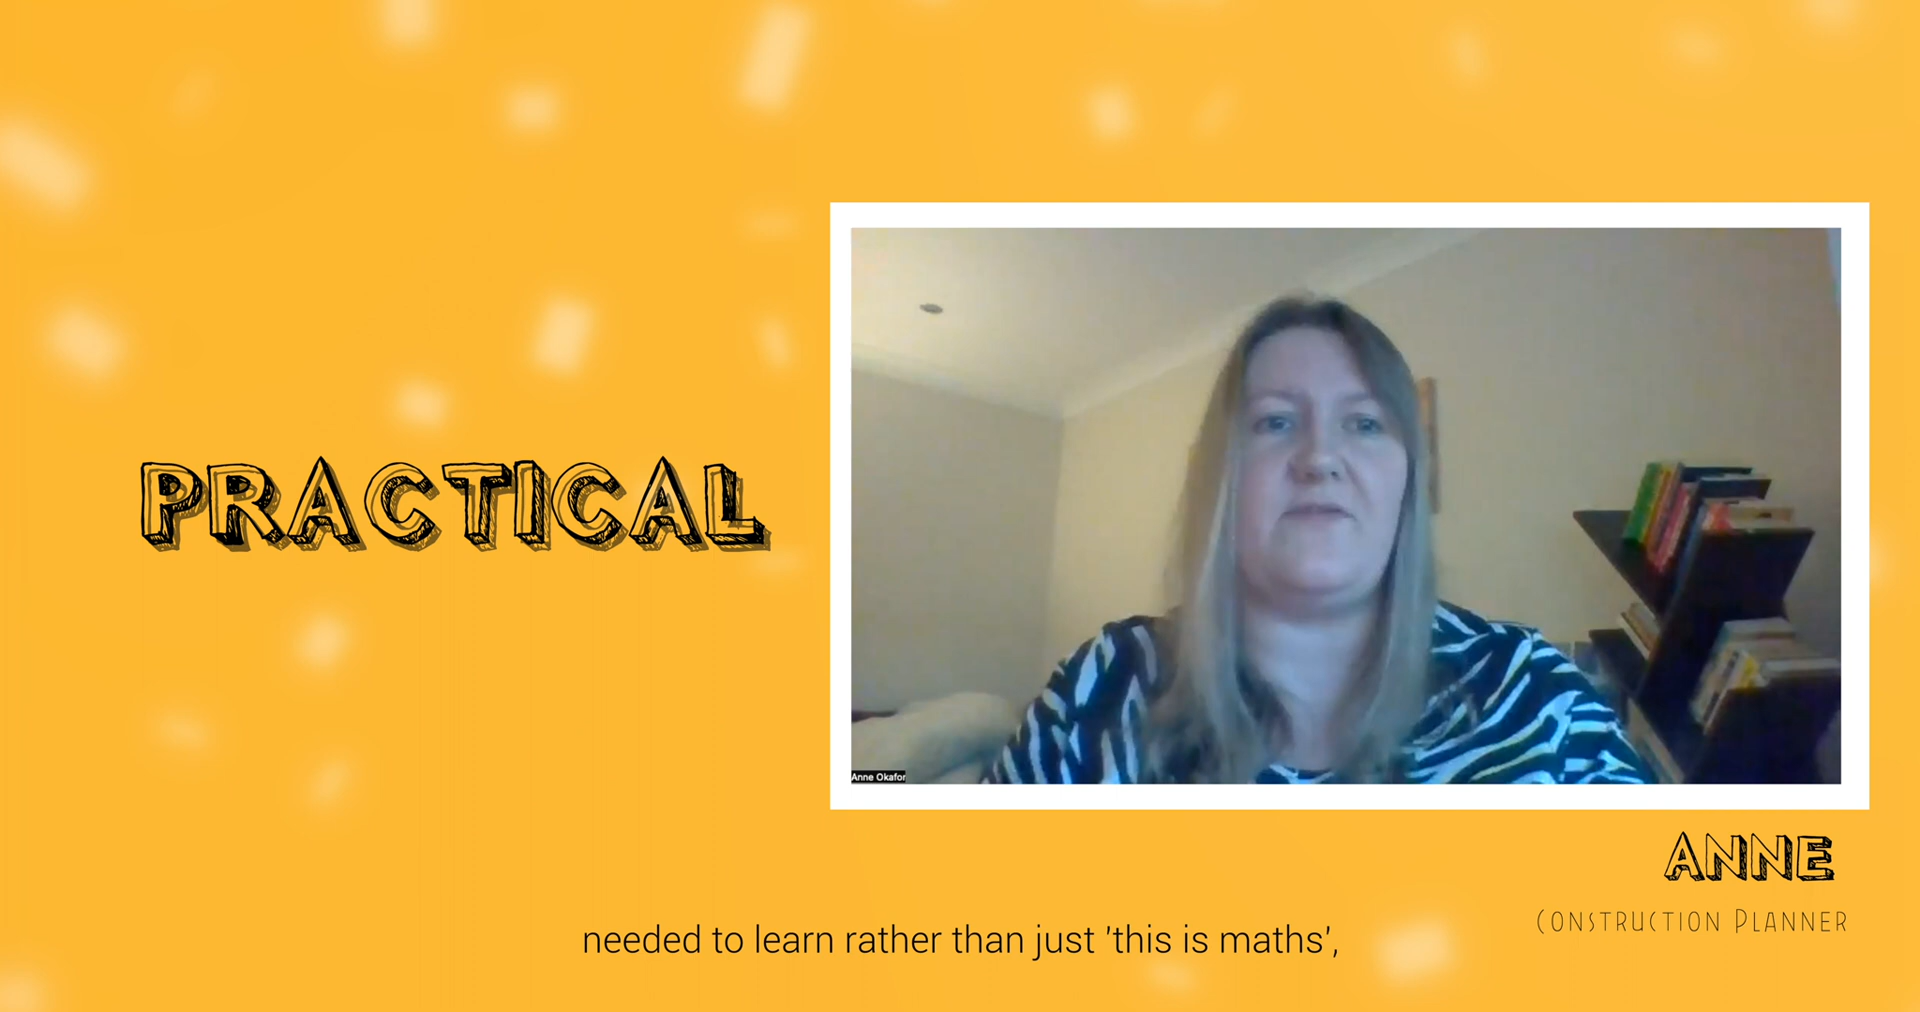 PRACTICAL
Anne Okafor
ANNE
CONSTRUCTION PLANNER
needed to learn rather than just 'this is maths',